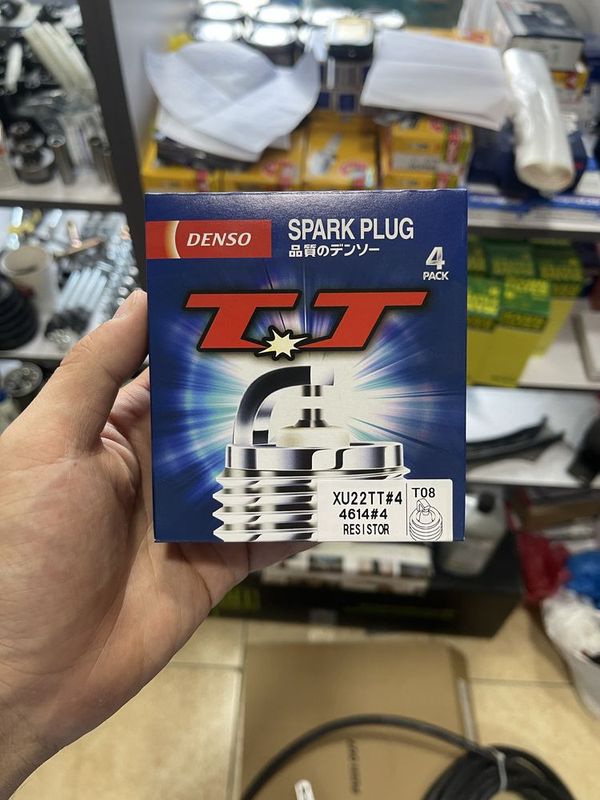 DENSO
SPARK PLUG
品質のデンソー
4
PACK
TT
XU22TT#4
4614#4
RESISTOR
T08